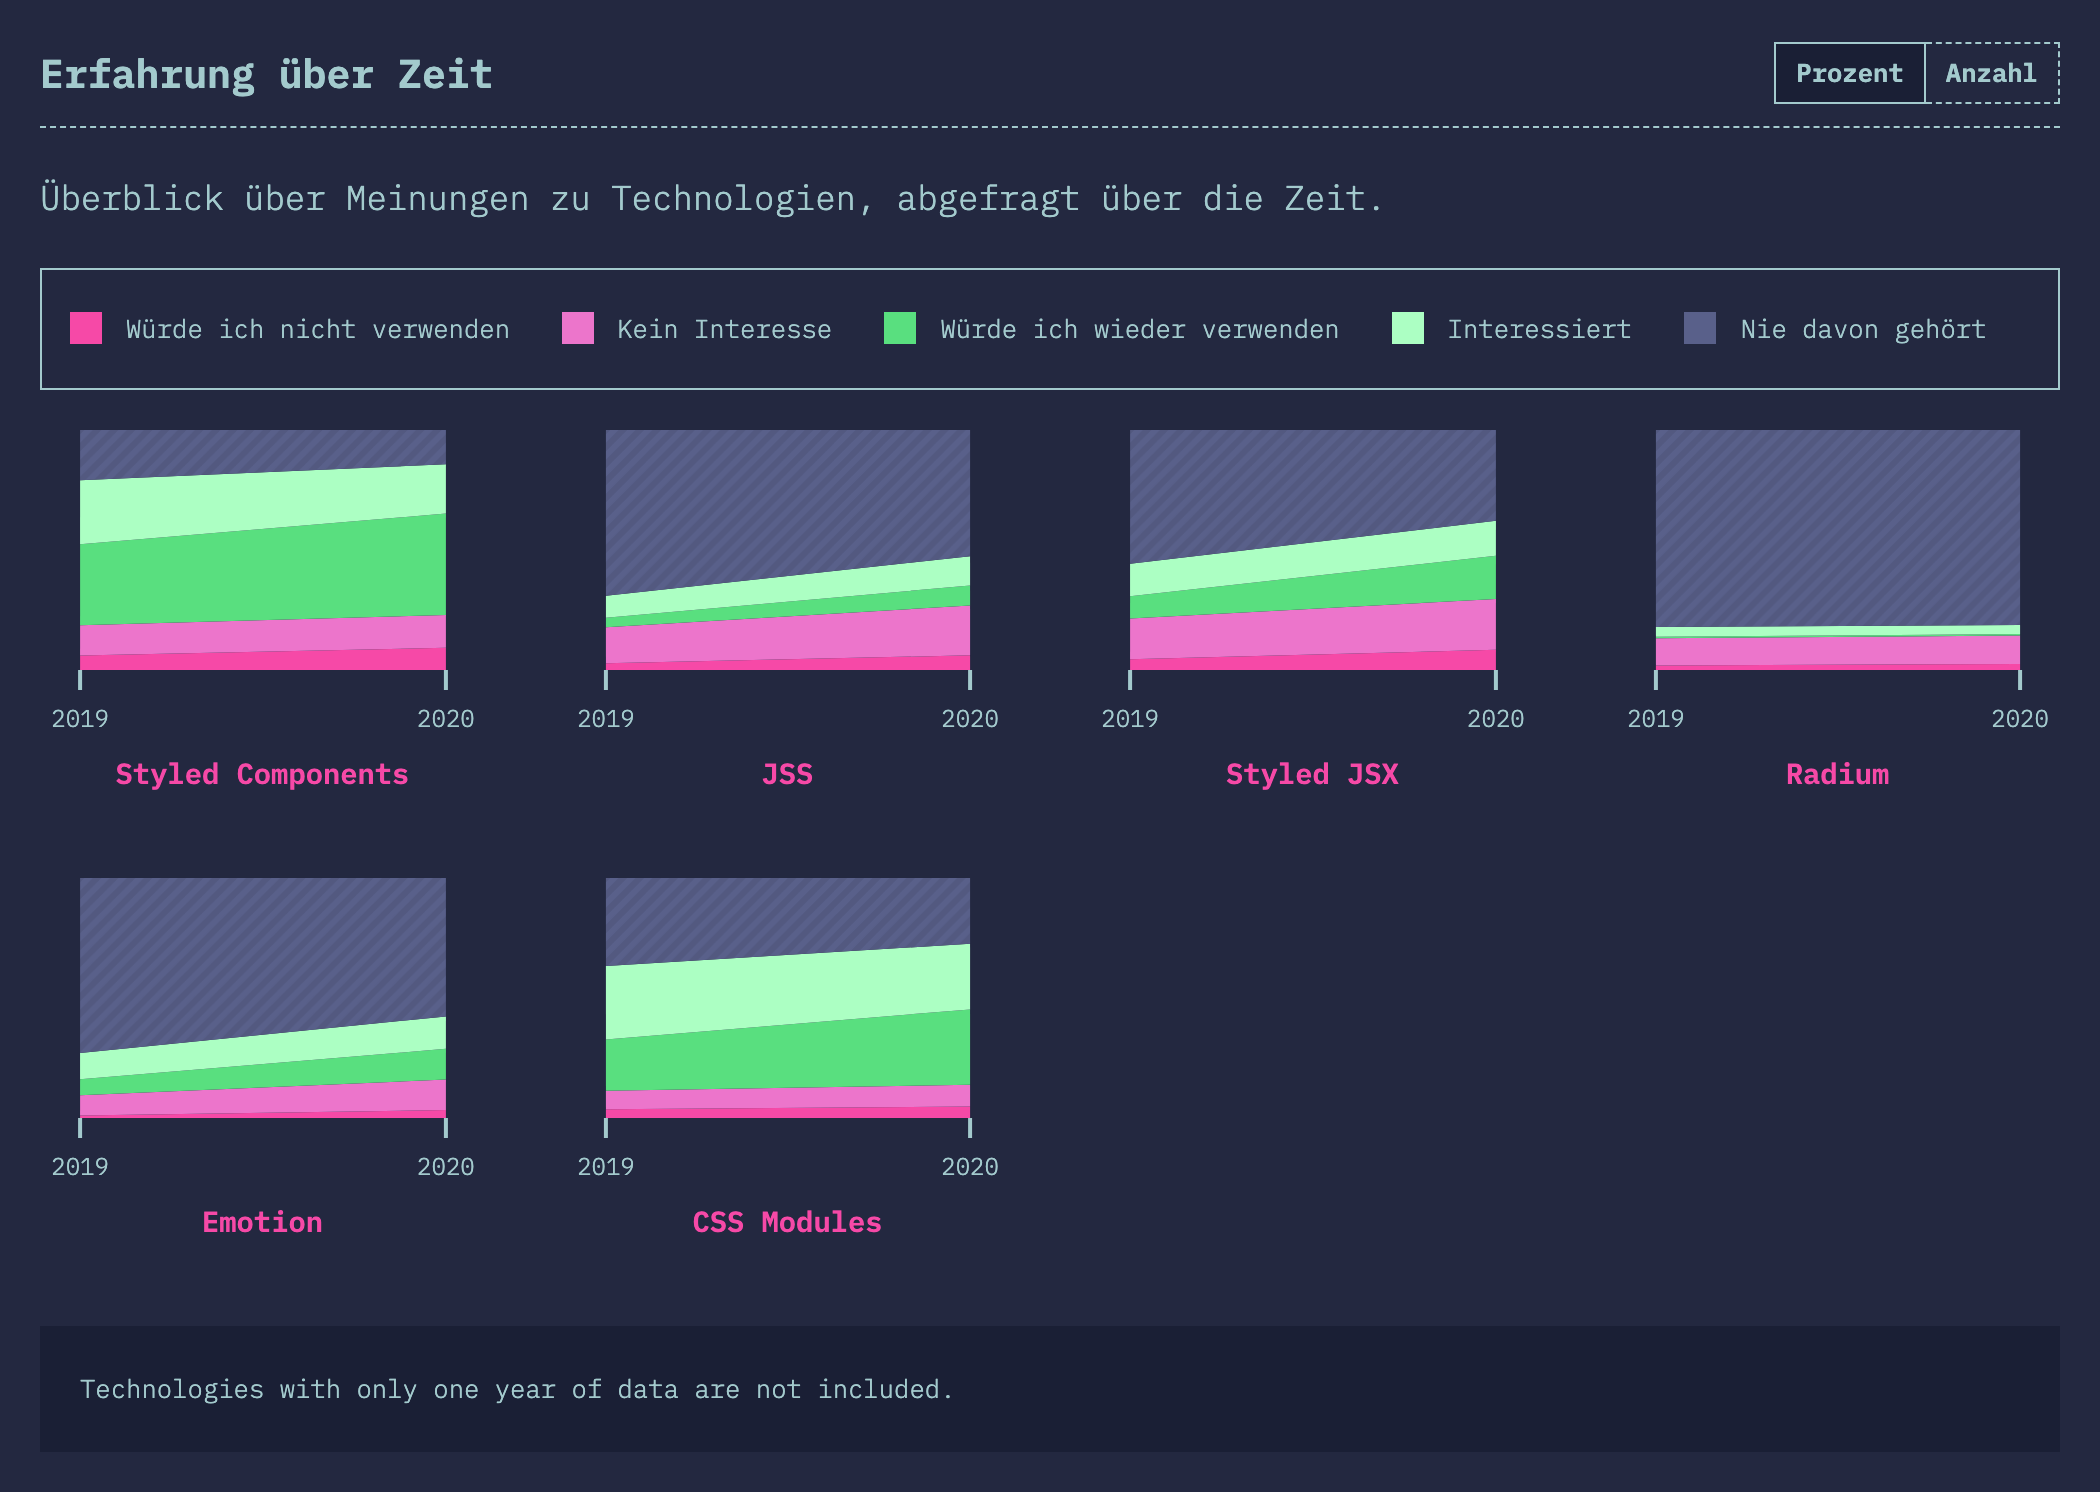 Erfahrung über Zeit
Prozent Anzahl
Überblick über Meinungen zu Technologien, abgefragt über die Zeit.
Würde ich nicht verwenden Kein Interesse Würde ich wieder verwenden Interessiert Nie davon gehört
2019 2020 2019 2020 2019 2020 2019 2020
Styled Components JSS Styled JSX Radium
2019 2020 2019 2020
Emotion CSS Modules
Technologies with only one year of data are not included.